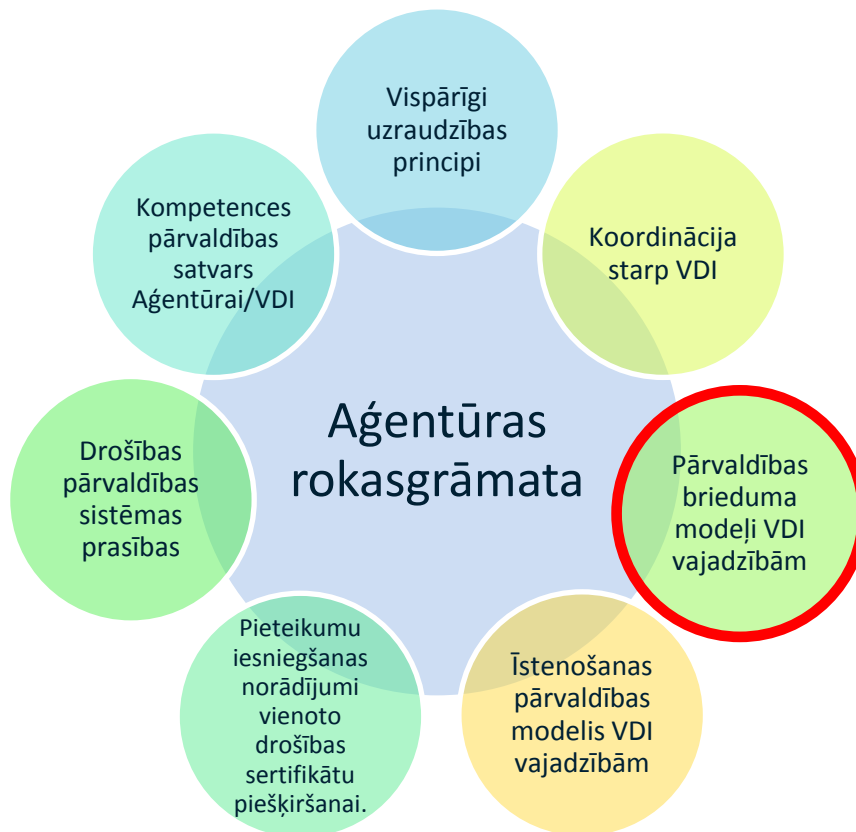 Vispārīgi
uzraudzības
principi
Kompetences
pārvaldības
satvars
Aģentūrai/VDI
Koordinācija
starp VDI
Aģentūras
rokasgrāmata
Drošības
pārvaldības
sistēmas
prasības
Pārvaldības
brieduma
modeļi VDI
vajadzībām
Pieteikumu
iesniegšanas
norādījumi
vienoto
drošības
sertifikātu
piešķiršanai.
Īstenošanas
pārvaldības
modelis VDI
vajadzībām